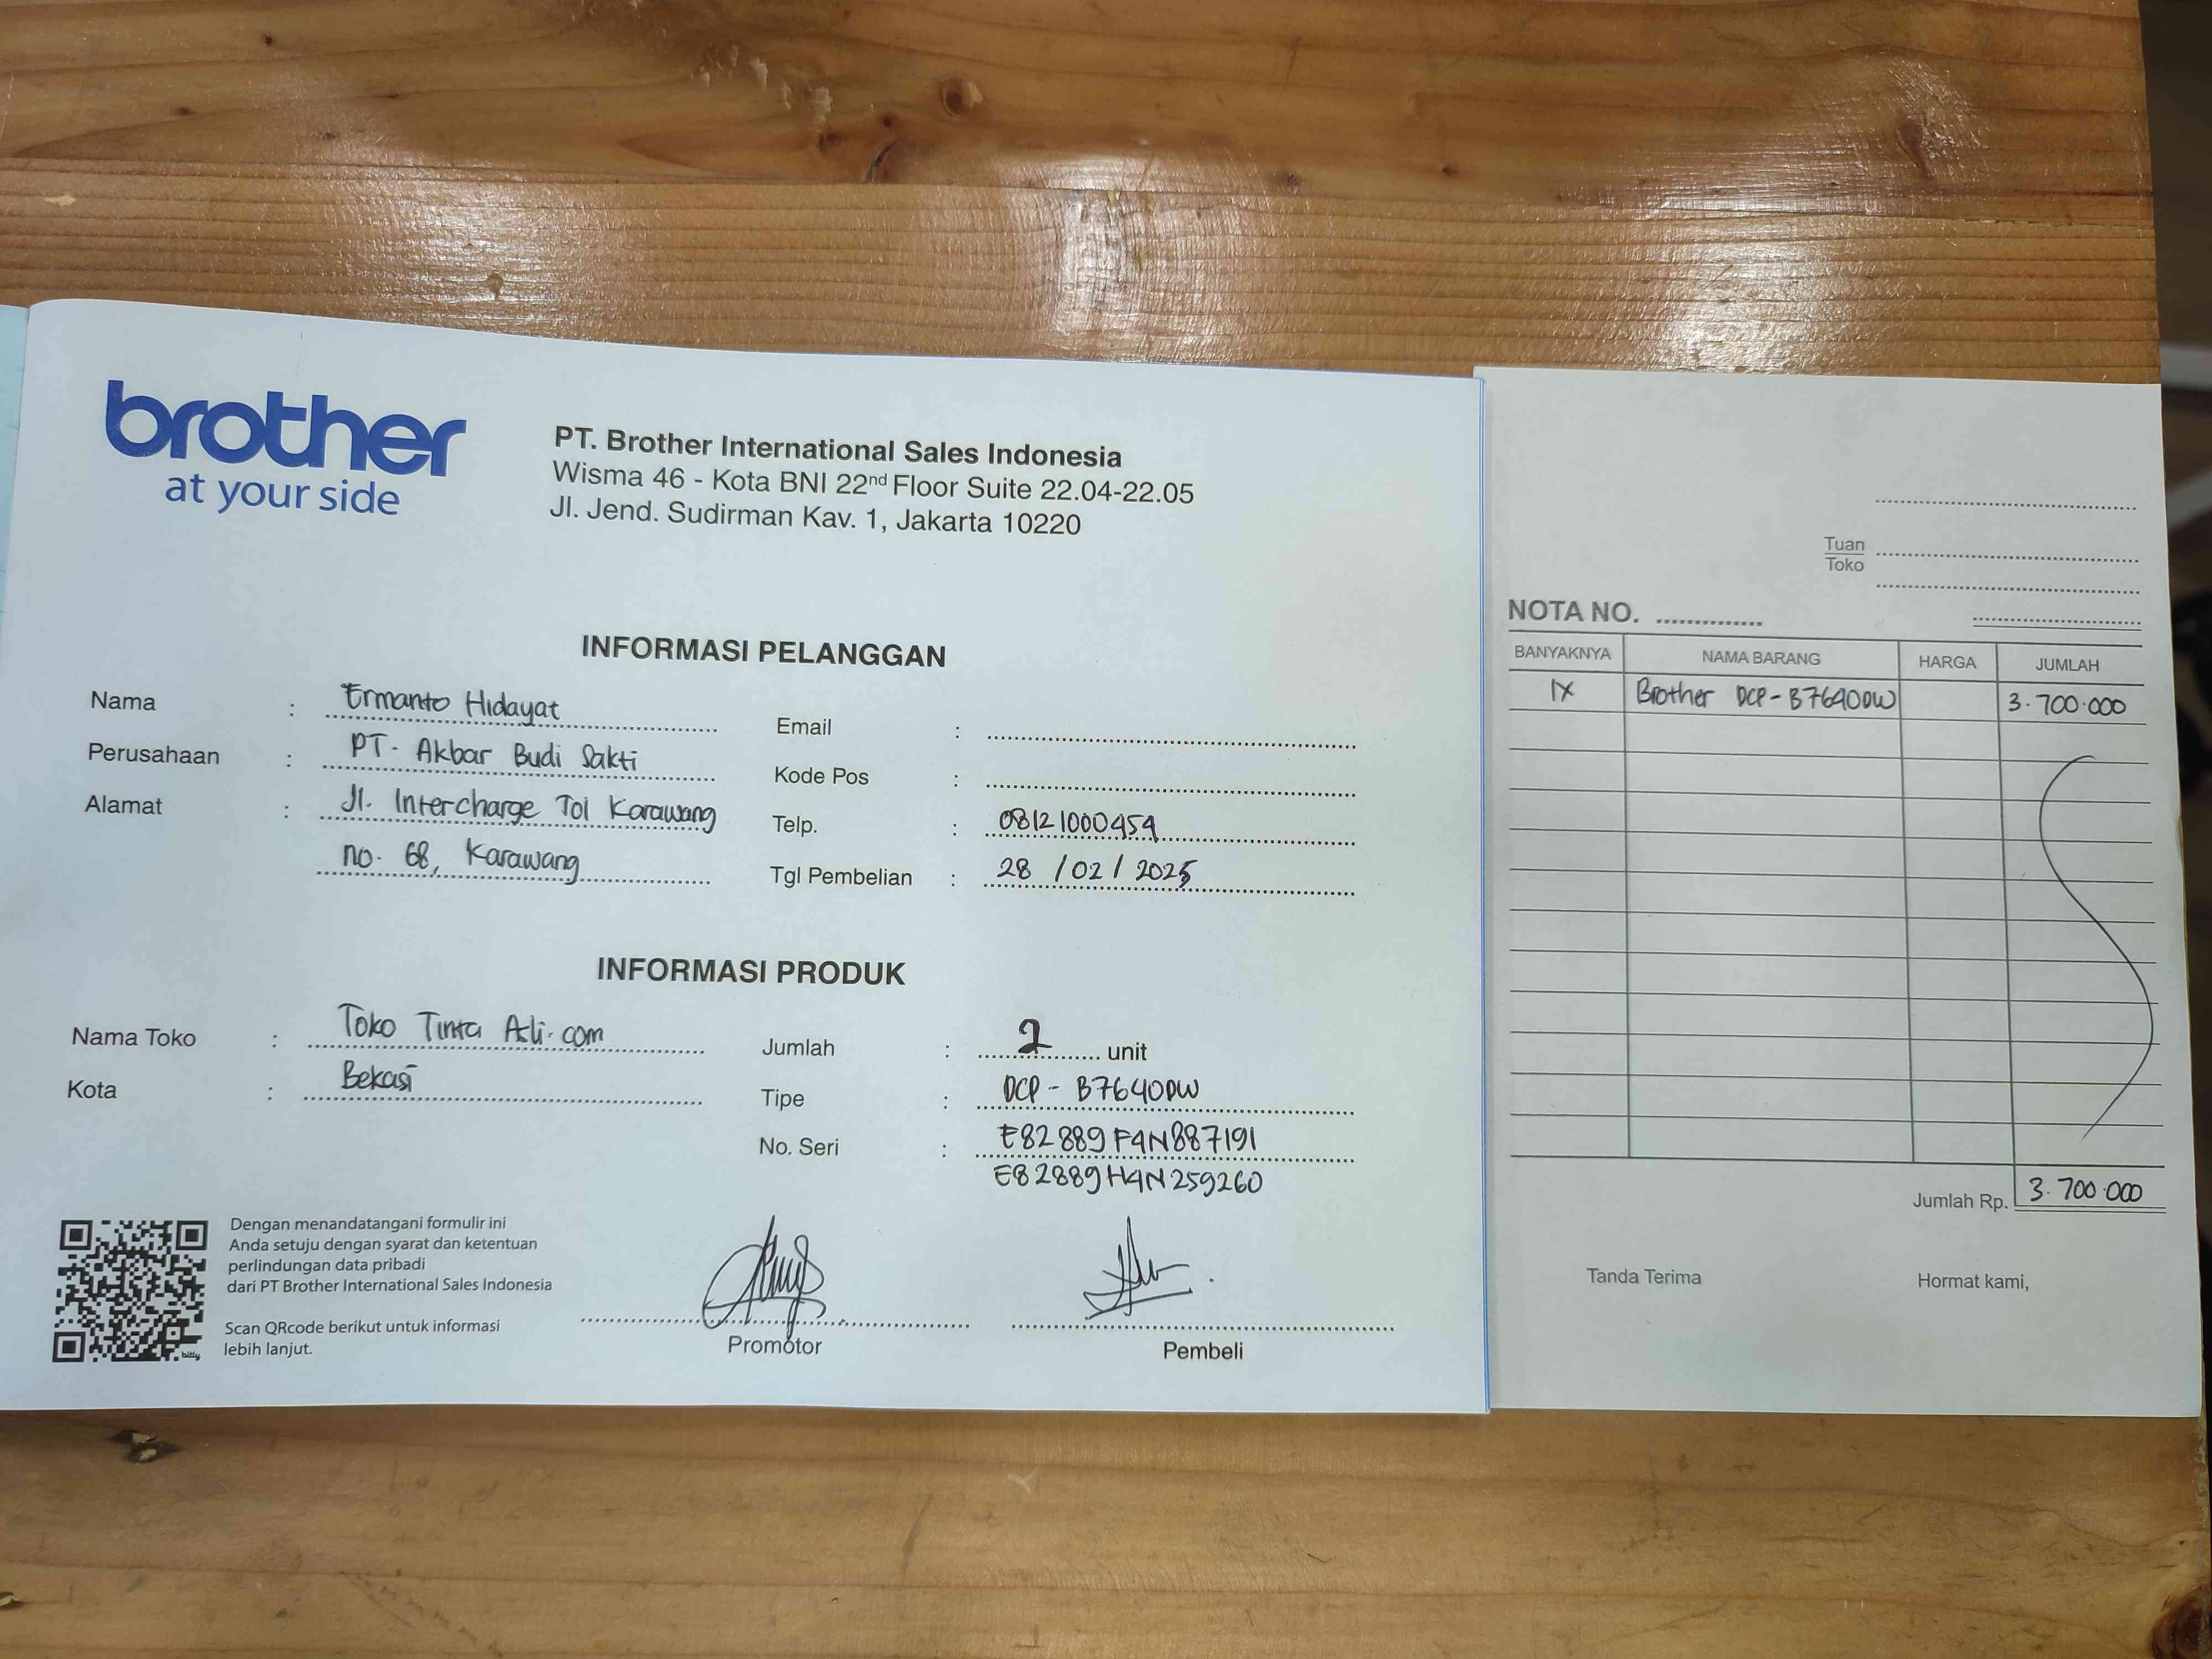 brother
at your side
PT. Brother International Sales Indonesia
Wisma 46 - Kota BNI 22nd Floor Suite 22.04-22.05
Jl. Jend. Sudirman Kav. 1, Jakarta 10220
INFORMASI PELANGGAN
Nama : Ermanto Hidayat
Perusahaan : PT. Akbar Budi Sakti
Alamat : Jl. Intercharge Tol Karawang
no. 68, Karawang
Email :
Kode Pos :
Telp. : 08121000454
Tgl Pembelian : 28 / 02 / 2025
INFORMASI PRODUK
Nama Toko : Toko Tinta Asli.com
Kota : Bekasi
Jumlah : 2 unit
Tipe : DCP - B7640DW
No. Seri : E82889F4N887191
E82889H4N259260
Dengan menandatangani formulir ini
Anda setuju dengan syarat dan ketentuan
perlindungan data pribadi
dari PT Brother International Sales Indonesia
Scan QRcode berikut untuk informasi
lebih lanjut.
bitly
Promotor
Pembeli
Tuan
Toko
NOTA NO.
BANYAKNYA NAMA BARANG HARGA JUMLAH
1X Brother DCP - B7640DW 3.700.000
Jumlah Rp. 3.700.000
Tanda Terima
Hormat kami,